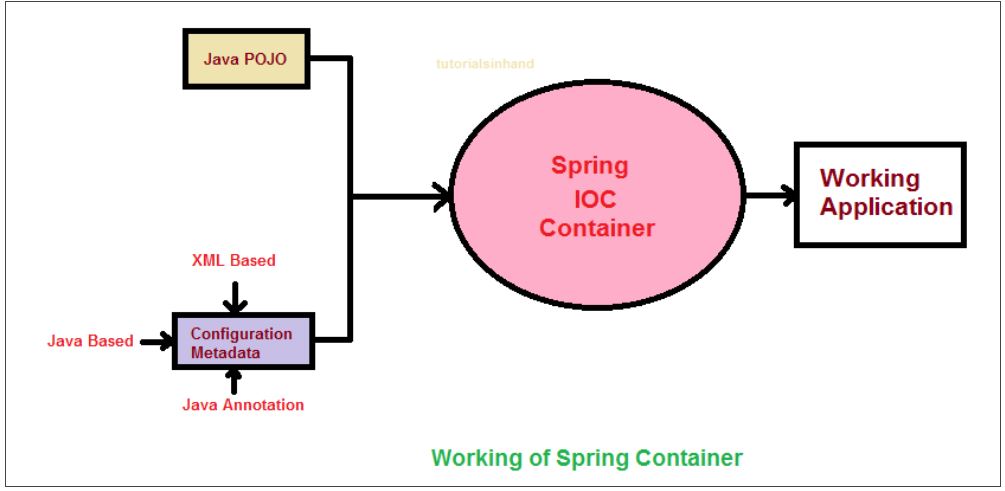 Java POJO
tutorialsinhand
Spring
IOC
Container
Working
Application
XML Based
Java Based
Configuration
Metadata
Java Annotation
Working of Spring Container